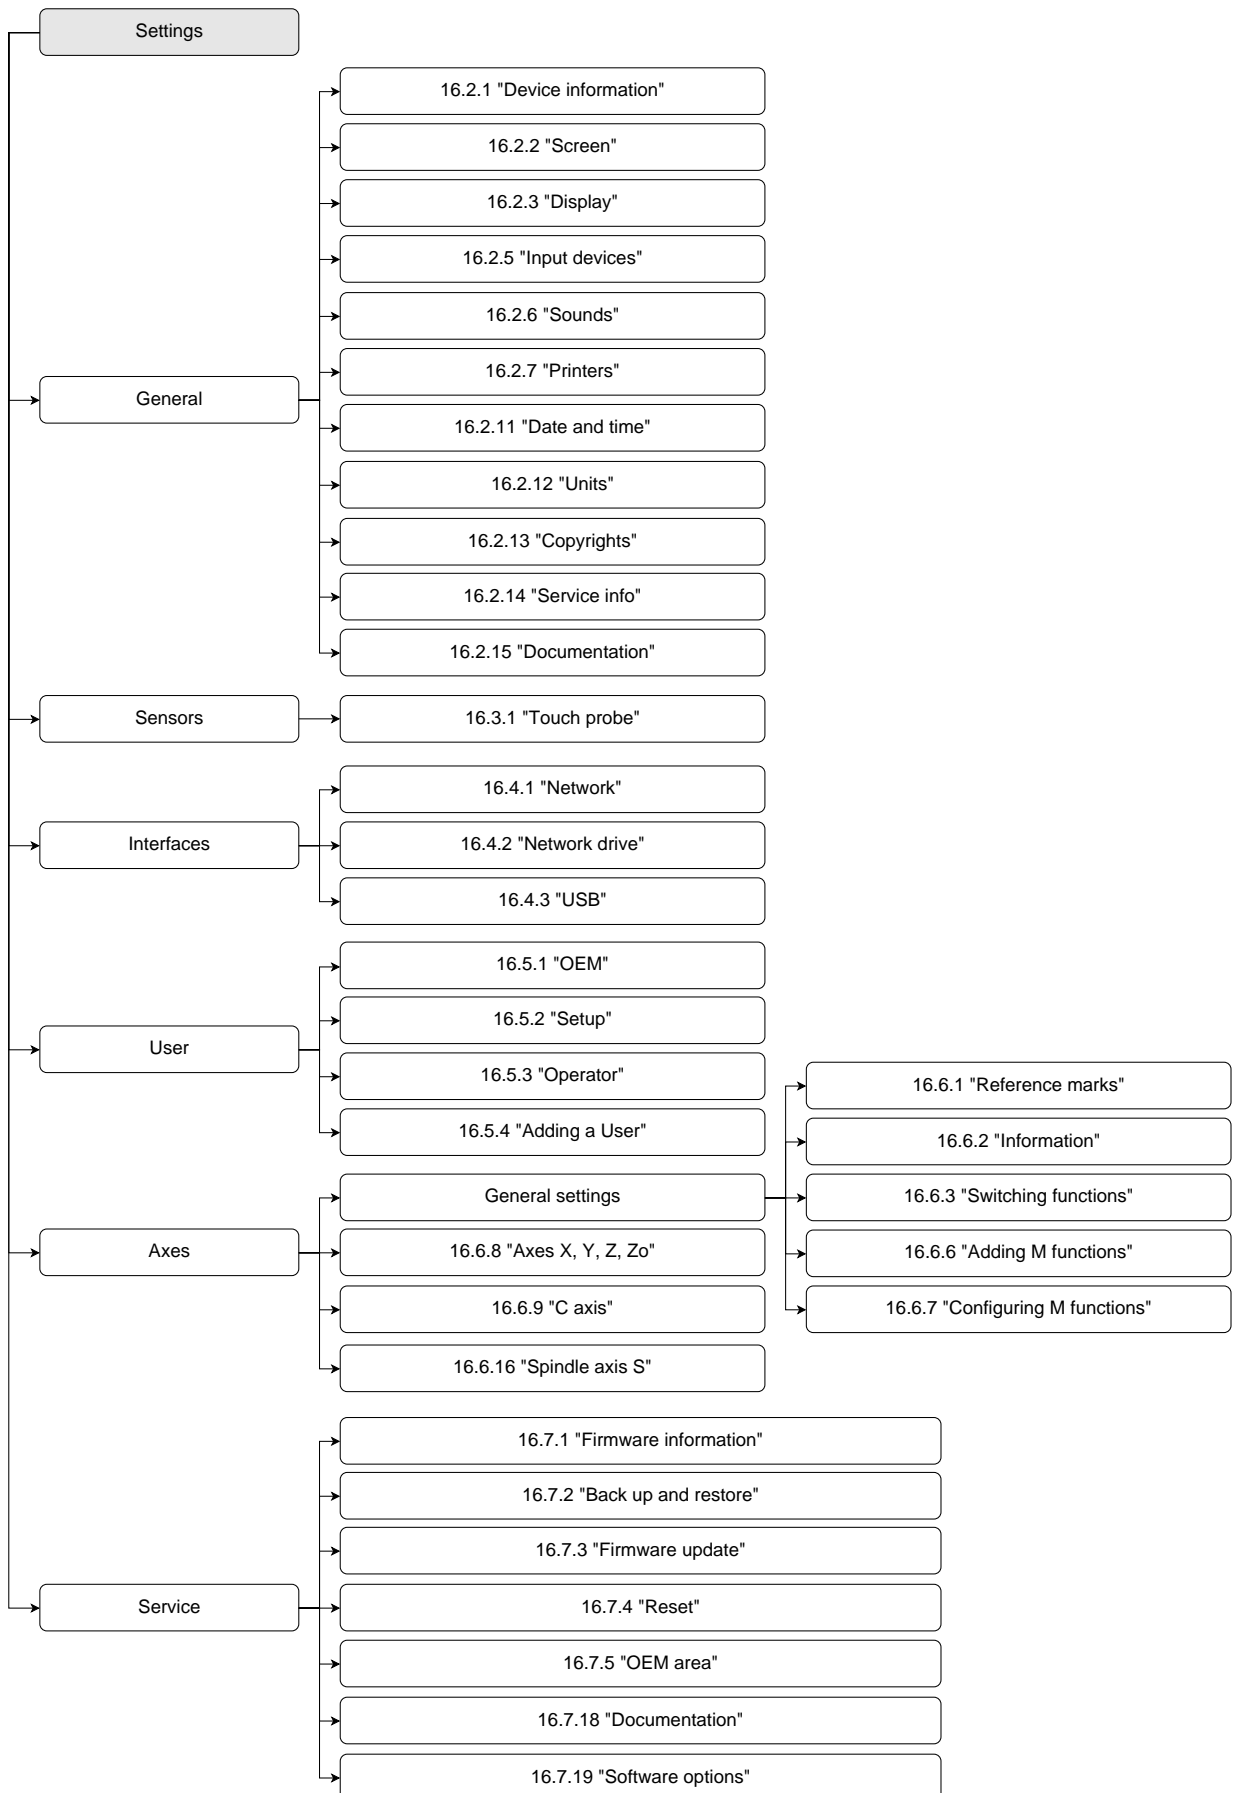 Settings
16.2.1 "Device information"
16.2.2 "Screen"
16.2.3 "Display"
16.2.5 "Input devices"
16.2.6 "Sounds"
16.2.7 "Printers"
General
16.2.11 "Date and time"
16.2.12 "Units"
16.2.13 "Copyrights"
16.2.14 "Service info"
16.2.15 "Documentation"
Sensors
16.3.1 "Touch probe"
16.4.1 "Network"
Interfaces
16.4.2 "Network drive"
16.4.3 "USB"
16.5.1 "OEM"
16.5.2 "Setup"
User
16.5.3 "Operator"
16.5.4 "Adding a User"
General settings
16.6.1 "Reference marks"
16.6.2 "Information"
16.6.3 "Switching functions"
16.6.6 "Adding M functions"
16.6.7 "Configuring M functions"
Axes
16.6.8 "Axes X, Y, Z, Zo"
16.6.9 "C axis"
16.6.16 "Spindle axis S"
16.7.1 "Firmware information"
16.7.2 "Back up and restore"
16.7.3 "Firmware update"
Service
16.7.4 "Reset"
16.7.5 "OEM area"
16.7.18 "Documentation"
16.7.19 "Software options"